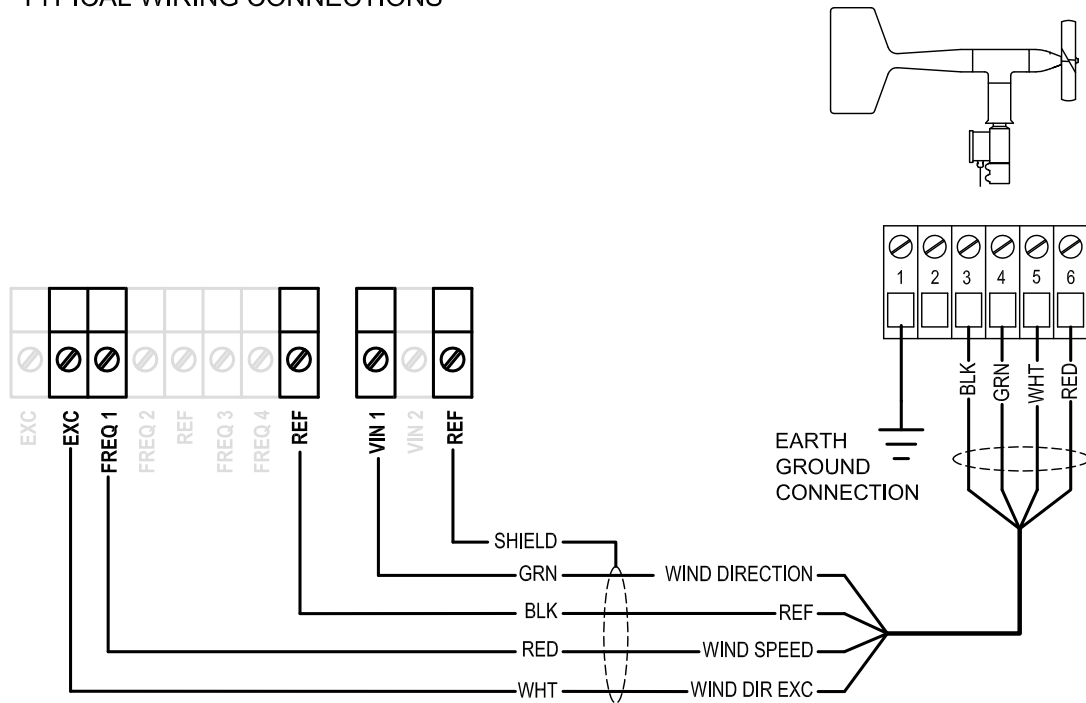 TYPICAL WIRING CONNECTIONS
1 2 3 4 5 6
BLK GRN WHT RED
EXC EXC FREQ 1 FREQ 2 REF FREQ 3 FREQ 4 REF VIN 1 VIN 2 REF
EARTH
GROUND
CONNECTION
SHIELD
GRN WIND DIRECTION
BLK REF
RED WIND SPEED
WHT WIND DIR EXC